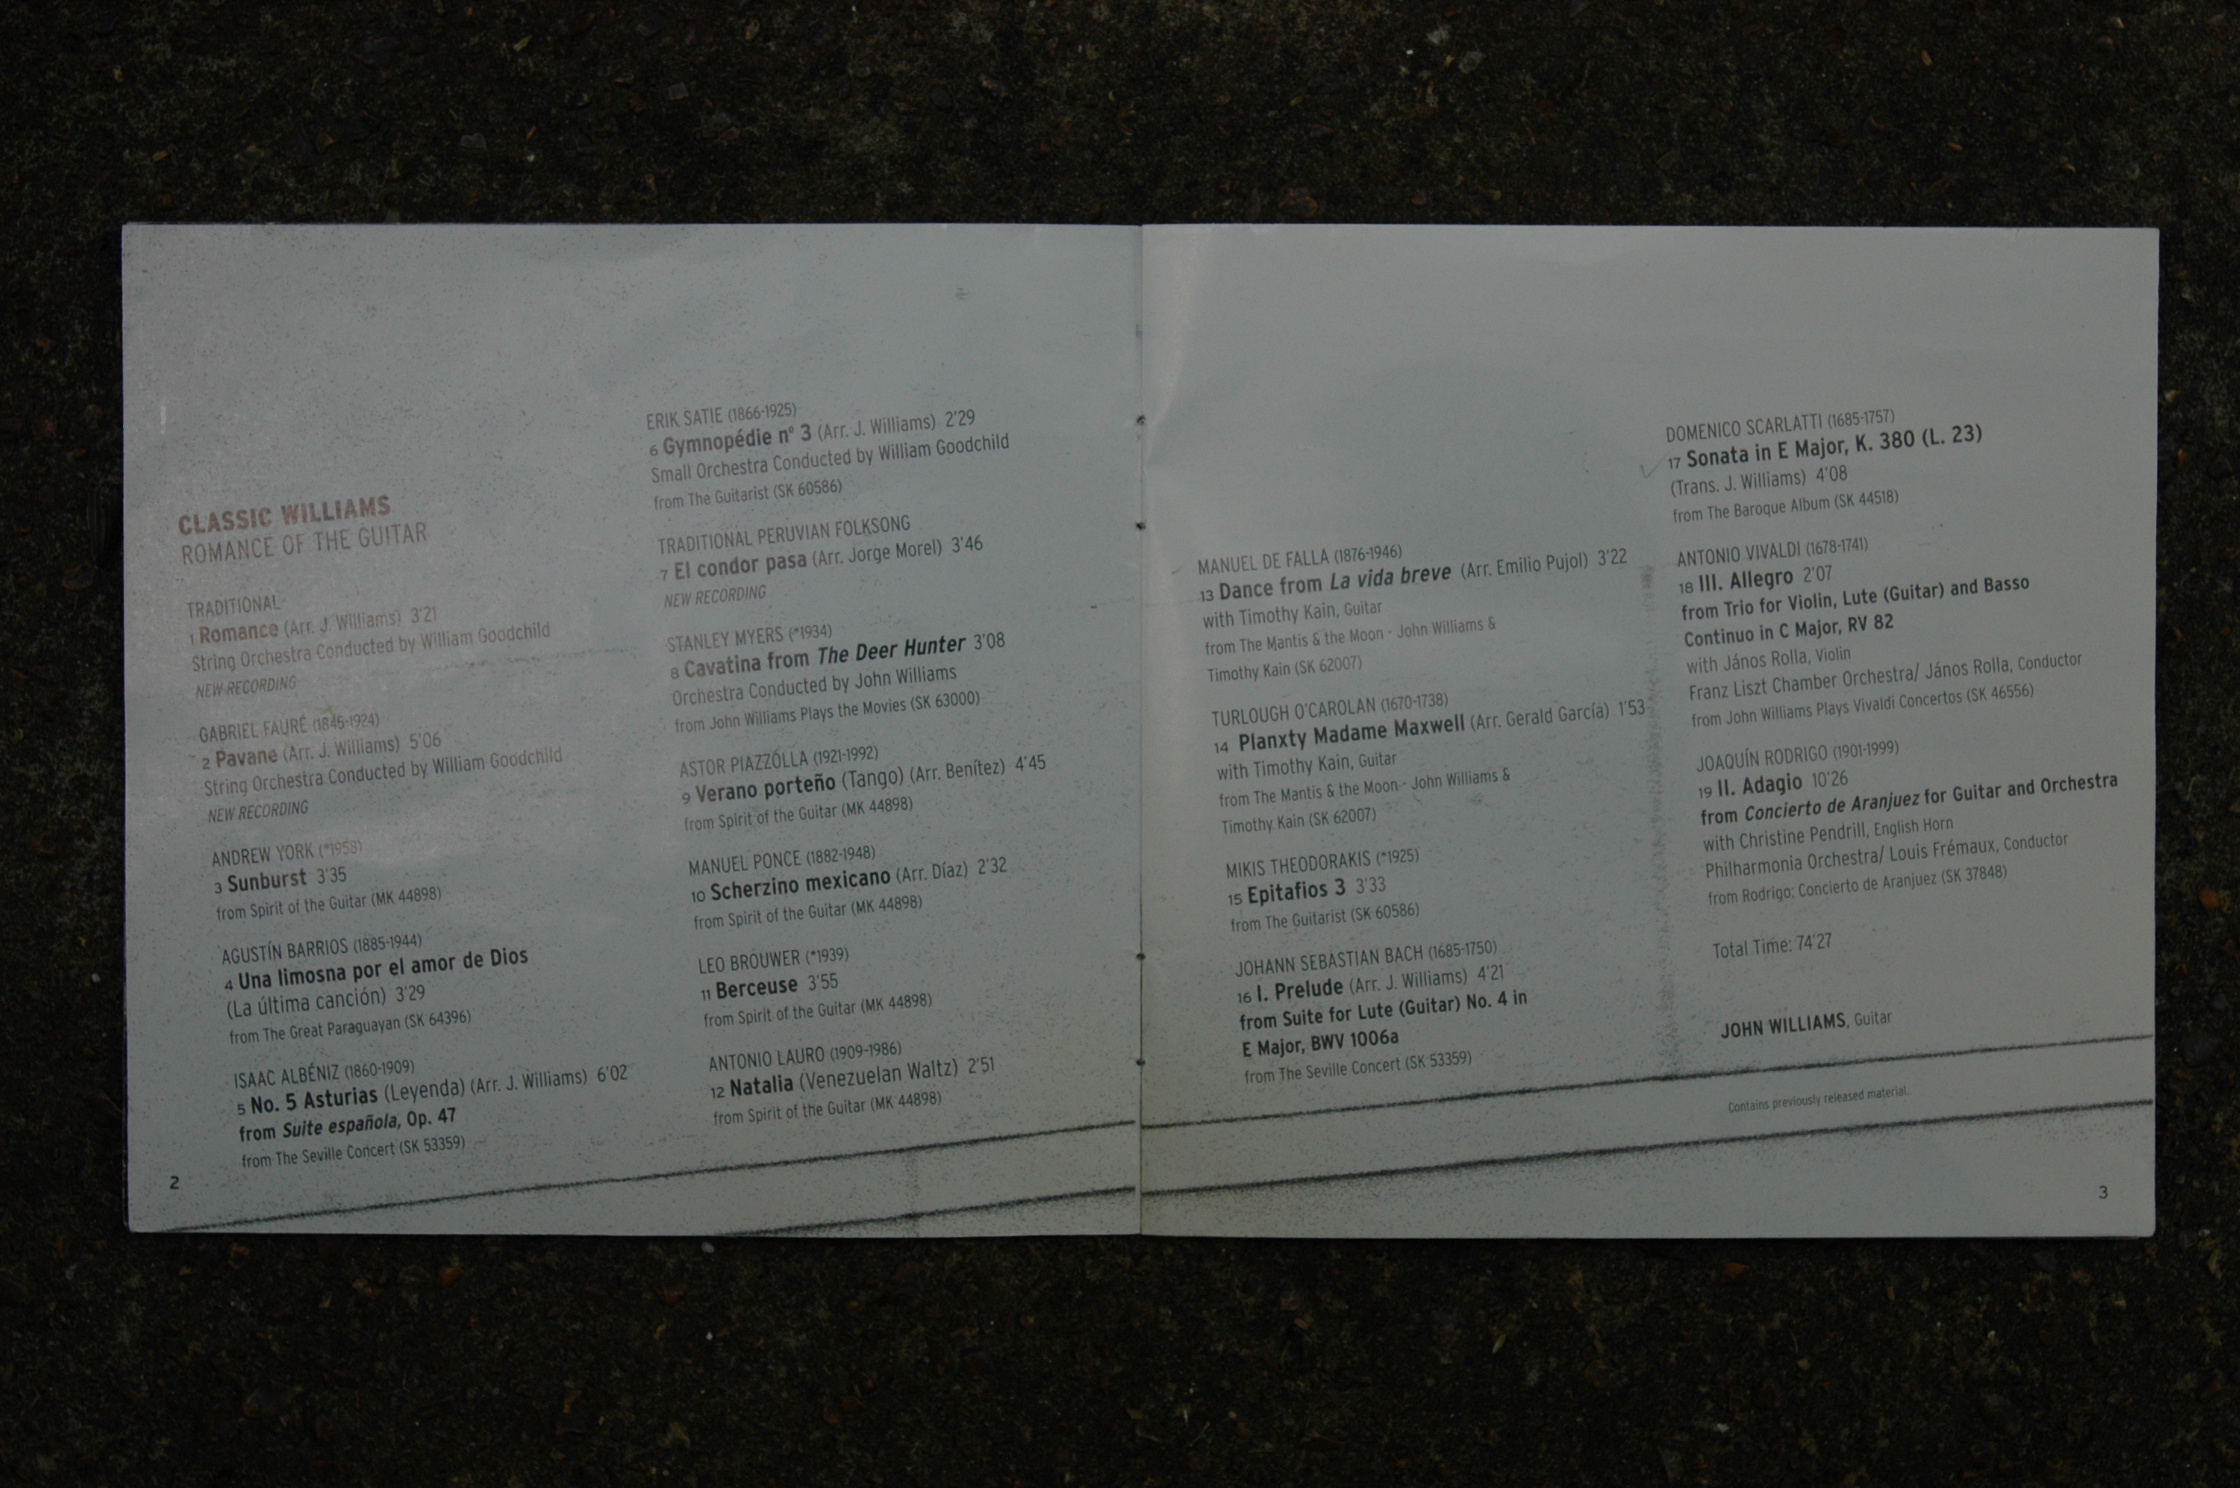 CLASSIC WILLIAMS
ROMANCE OF THE GUITAR
TRADITIONAL
1 Romance (Arr. J. Williams) 3'21
String Orchestra Conducted by William Goodchild
NEW RECORDING
GABRIEL FAURÉ (1845-1924)
2 Pavane (Arr. J. Williams) 5'06
String Orchestra Conducted by William Goodchild
NEW RECORDING
ANDREW YORK (*1958)
3 Sunburst 3'35
from Spirit of the Guitar (MK 44898)
AGUSTÍN BARRIOS (1885-1944)
4 Una limosna por el amor de Dios
(La última canción) 3'29
from The Great Paraguayan (SK 64396)
ISAAC ALBÉNIZ (1860-1909)
5 No. 5 Asturias (Leyenda) (Arr. J. Williams) 6'02
from Suite española, Op. 47
from The Seville Concert (SK 53359)
2
ERIK SATIE (1866-1925)
6 Gymnopédie n° 3 (Arr. J. Williams) 2'29
Small Orchestra Conducted by William Goodchild
from The Guitarist (SK 60586)
TRADITIONAL PERUVIAN FOLKSONG
7 El condor pasa (Arr. Jorge Morel) 3'46
NEW RECORDING
STANLEY MYERS (*1934)
8 Cavatina from The Deer Hunter 3'08
Orchestra Conducted by John Williams
from John Williams Plays the Movies (SK 63000)
ASTOR PIAZZOLLA (1921-1992)
9 Verano porteño (Tango) (Arr. Benítez) 4'45
from Spirit of the Guitar (MK 44898)
MANUEL PONCE (1882-1948)
10 Scherzino mexicano (Arr. Díaz) 2'32
from Spirit of the Guitar (MK 44898)
LEO BROUWER (*1939)
11 Berceuse 3'55
from Spirit of the Guitar (MK 44898)
ANTONIO LAURO (1909-1986)
12 Natalia (Venezuelan Waltz) 2'51
from Spirit of the Guitar (MK 44898)
MANUEL DE FALLA (1876-1946)
13 Dance from La vida breve (Arr. Emilio Pujol) 3'22
with Timothy Kain, Guitar
from The Mantis & the Moon - John Williams &
Timothy Kain (SK 62007)
TURLOUGH O'CAROLAN (1670-1738)
14 Planxty Madame Maxwell (Arr. Gerald García) 1'53
with Timothy Kain, Guitar
from The Mantis & the Moon - John Williams &
Timothy Kain (SK 62007)
MIKIS THEODORAKIS (*1925)
15 Epitafios 3 3'33
from The Guitarist (SK 60586)
JOHANN SEBASTIAN BACH (1685-1750)
16 I. Prelude (Arr. J. Williams) 4'21
from Suite for Lute (Guitar) No. 4 in
E Major, BWV 1006a
from The Seville Concert (SK 53359)
DOMENICO SCARLATTI (1685-1757)
17 Sonata in E Major, K. 380 (L. 23)
(Trans. J. Williams) 4'08
from The Baroque Album (SK 44518)
ANTONIO VIVALDI (1678-1741)
18 III. Allegro 2'07
from Trio for Violin, Lute (Guitar) and Basso
Continuo in C Major, RV 82
with János Rolla, Violin
Franz Liszt Chamber Orchestra/ János Rolla, Conductor
from John Williams Plays Vivaldi Concertos (SK 46556)
JOAQUÍN RODRIGO (1901-1999)
19 II. Adagio 10'26
from Concierto de Aranjuez for Guitar and Orchestra
with Christine Pendrill, English Horn
Philharmonia Orchestra/ Louis Frémaux, Conductor
from Rodrigo: Concierto de Aranjuez (SK 37848)
Total Time: 74'27
JOHN WILLIAMS, Guitar
Contains previously released material.
3